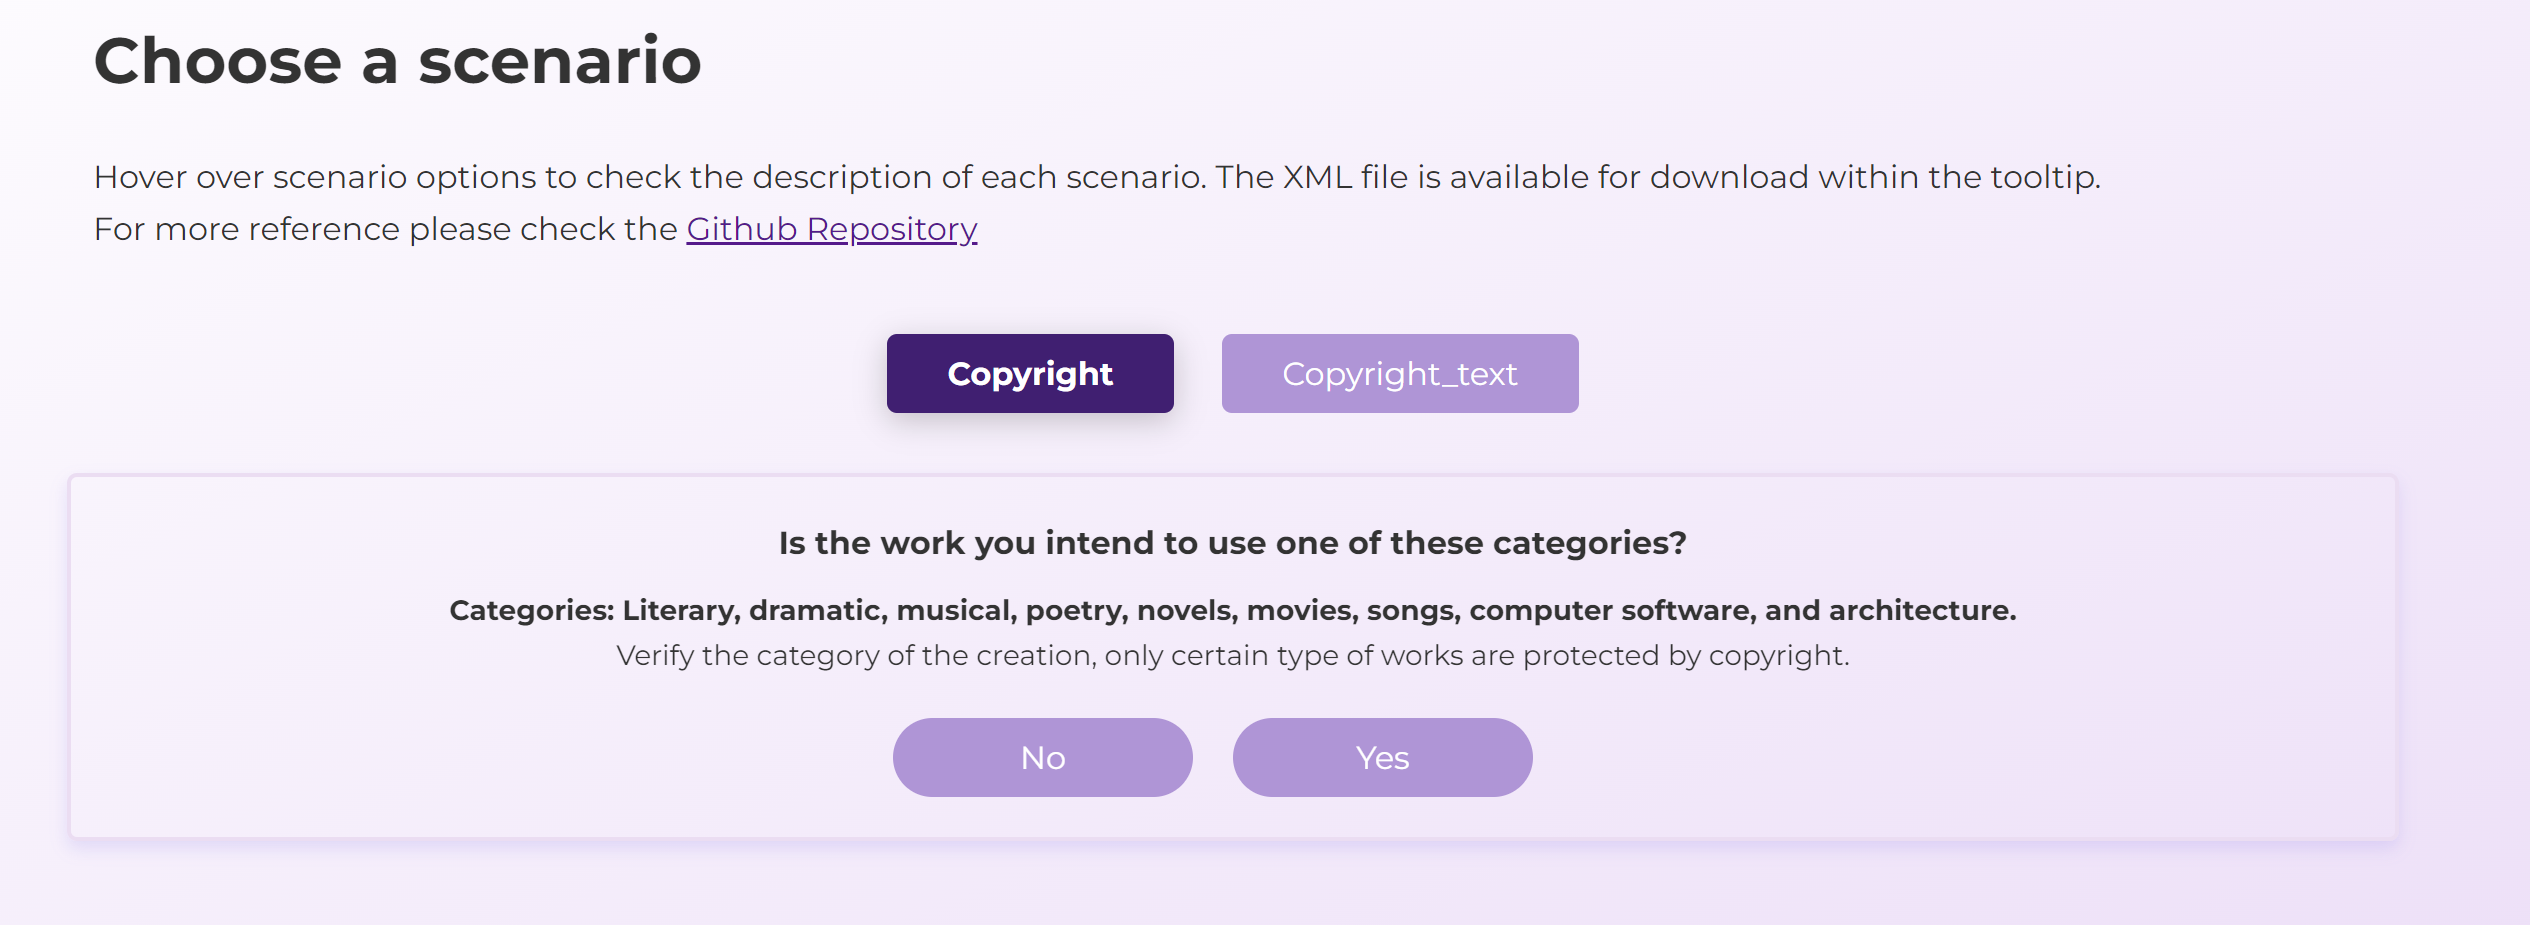 Choose a scenario
Hover over scenario options to check the description of each scenario. The XML file is available for download within the tooltip.
For more reference please check the Github Repository
Copyright
Copyright_text
Is the work you intend to use one of these categories?
Categories: Literary, dramatic, musical, poetry, novels, movies, songs, computer software, and architecture.
Verify the category of the creation, only certain type of works are protected by copyright.
No
Yes